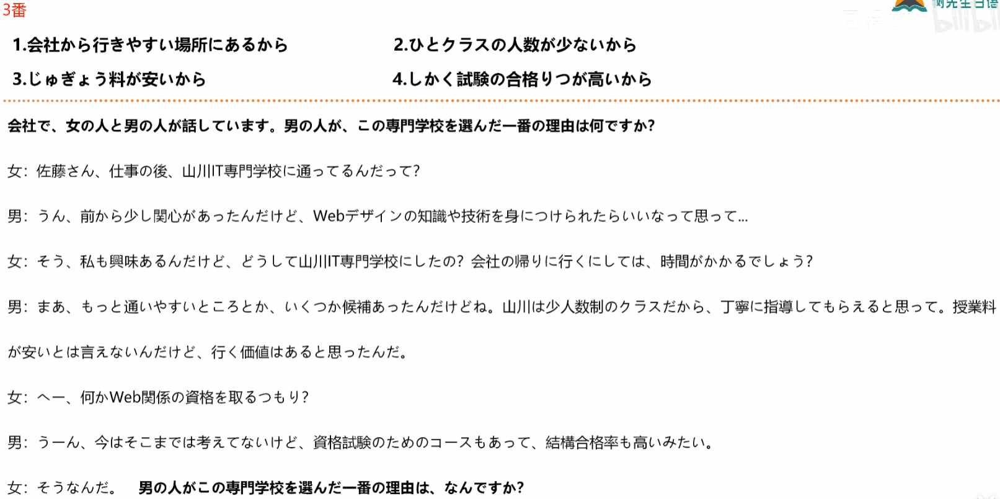 3番
树先生日语
bilibili
1.会社から行きやすい場所にあるから 2.ひとクラスの人数が少ないから
3.じゅぎょう料が安いから 4.しかく試験の合格りつが高いから
会社で、女の人と男の人が話しています。男の人が、この専門学校を選んだ一番の理由は何ですか?
女：佐藤さん、仕事の後、山川IT専門学校に通ってるんだって?
男：うん、前から少し関心があったんだけど、Webデザインの知識や技術を身につけられたらいいなって思って...
女：そう、私も興味あるんだけど、どうして山川IT専門学校にしたの? 会社の帰りに行くにしては、時間がかかるでしょう?
男：まあ、もっと通いやすいところとか、いくつか候補あったんだけどね。山川は少人数制のクラスだから、丁寧に指導してもらえると思って。授業料
が安いとは言えないんだけど、行く価値はあると思ったんだ。
女：へー、何かWeb関係の資格を取るつもり?
男：うーん、今はそこまでは考えてないけど、資格試験のためのコースもあって、結構合格率も高いみたい。
女：そうなんだ。 男の人がこの専門学校を選んだ一番の理由は、なんですか?